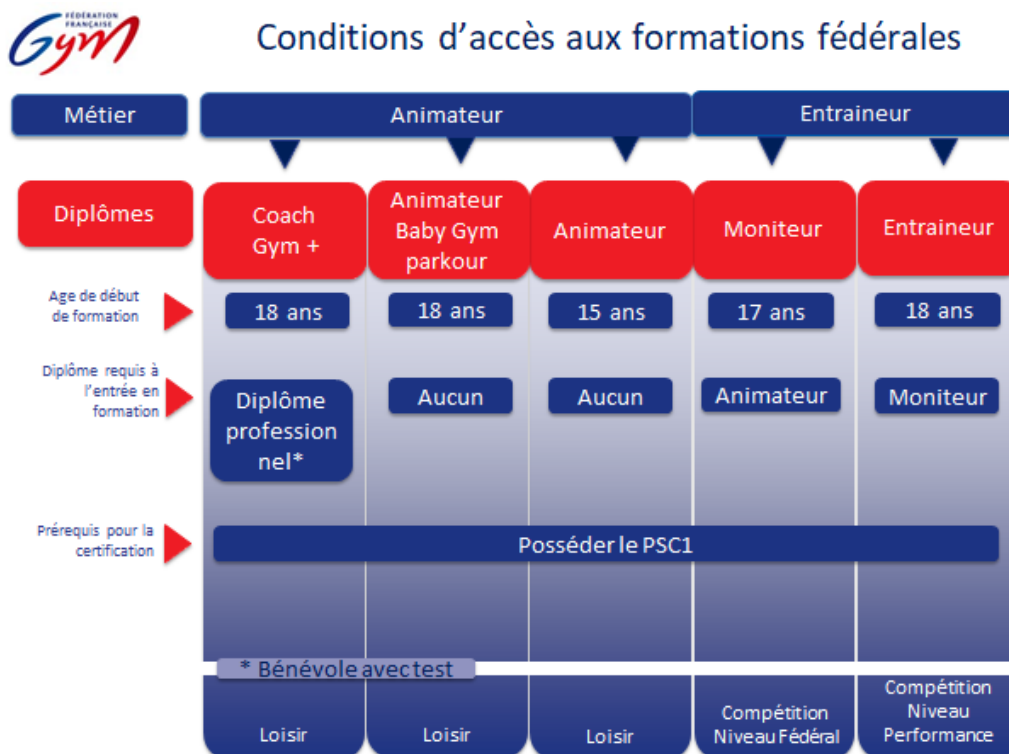 FÉDÉRATION
FRANÇAISE
Gym
Conditions d'accès aux formations fédérales
Métier
Animateur
Entraineur
Diplômes
Coach
Gym +
Animateur
Baby Gym
parkour
Animateur
Moniteur
Entraineur
Age de début
de formation
18 ans
18 ans
15 ans
17 ans
18 ans
Diplôme requis à
l'entrée en
formation
Diplôme
profession
nel*
Aucun
Aucun
Animateur
Moniteur
Prérequis pour la
certification
Posséder le PSC1
* Bénévole avec test
Loisir
Loisir
Loisir
Compétition
Niveau Fédéral
Compétition
Niveau
Performance